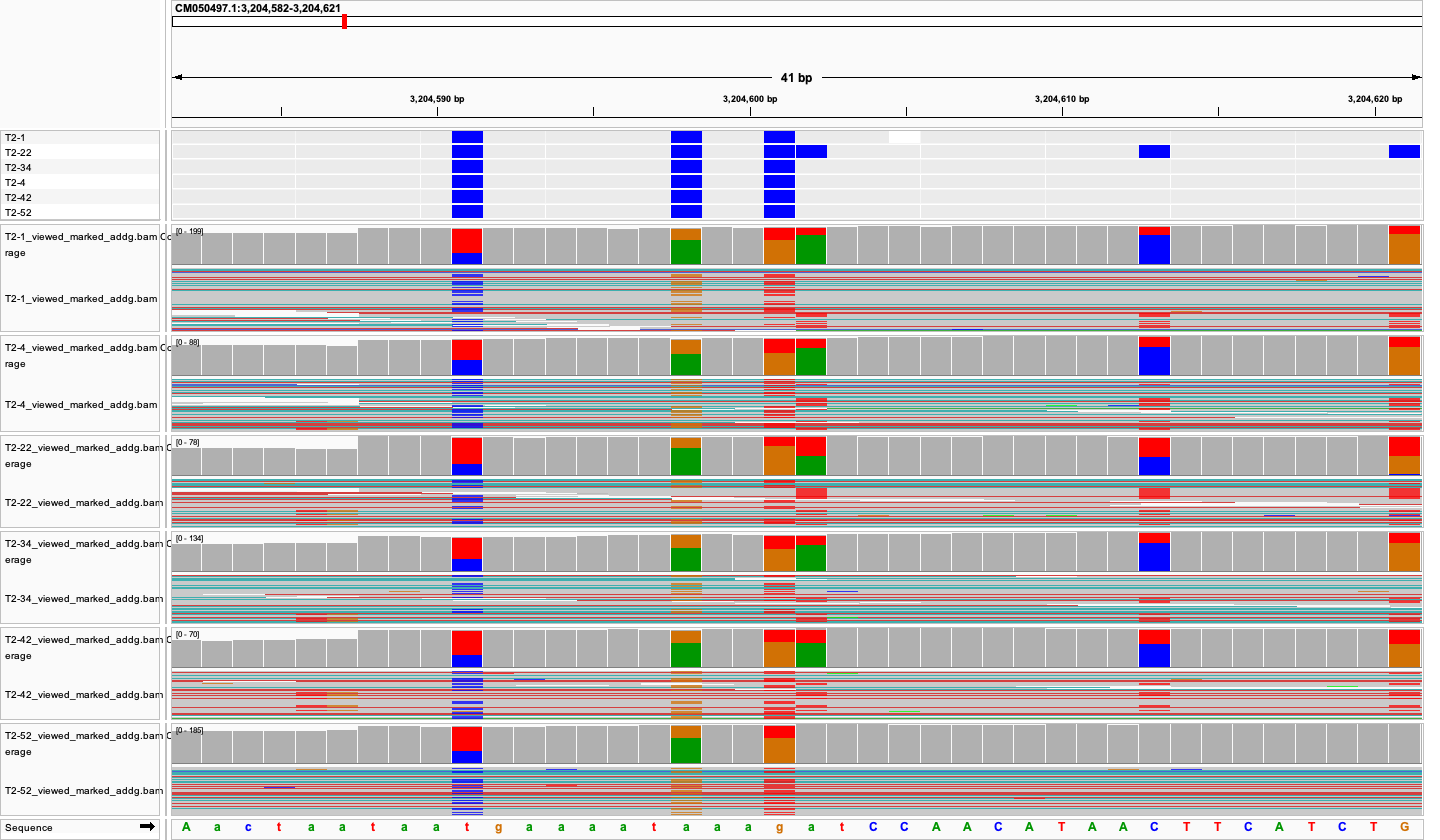 CM050497.1:3,204,582-3,204,621
41 bp
3,204,590 bp 3,204,600 bp 3,204,610 bp 3,204,620 bp
T2-1
T2-22
T2-34
T2-4
T2-42
T2-52
T2-1_viewed_marked_addg.bam Co
rage
[0 - 199]
T2-1_viewed_marked_addg.bam
T2-4_viewed_marked_addg.bam Co
rage
[0 - 88]
T2-4_viewed_marked_addg.bam
T2-22_viewed_marked_addg.bam C
erage
[0 - 78]
T2-22_viewed_marked_addg.bam
T2-34_viewed_marked_addg.bam C
erage
[0 - 134]
T2-34_viewed_marked_addg.bam
T2-42_viewed_marked_addg.bam C
erage
[0 - 70]
T2-42_viewed_marked_addg.bam
T2-52_viewed_marked_addg.bam C
erage
[0 - 185]
T2-52_viewed_marked_addg.bam
Sequence A a c t a a t a a t g a a a a t a a a g a t C C A A C A T A A C T T C A T C T G